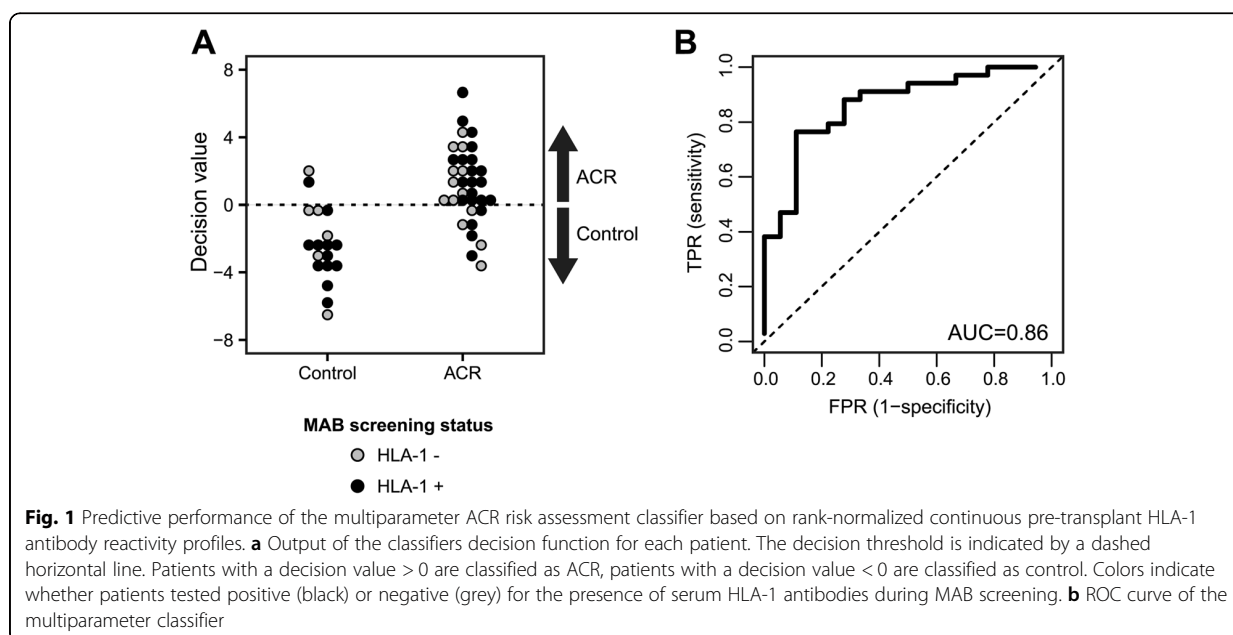 A
8
4
0
−4
−8
Decision value
Control
ACR
ACR
Control
MAB screening status
HLA-1 -
HLA-1 +
B
1.0
0.8
0.6
0.4
0.2
0.0
TPR (sensitivity)
AUC=0.86
0.0 0.2 0.4 0.6 0.8 1.0
FPR (1−specificity)
Fig. 1 Predictive performance of the multiparameter ACR risk assessment classifier based on rank-normalized continuous pre-transplant HLA-1
antibody reactivity profiles. a Output of the classifiers decision function for each patient. The decision threshold is indicated by a dashed
horizontal line. Patients with a decision value > 0 are classified as ACR, patients with a decision value < 0 are classified as control. Colors indicate
whether patients tested positive (black) or negative (grey) for the presence of serum HLA-1 antibodies during MAB screening. b ROC curve of the
multiparameter classifier